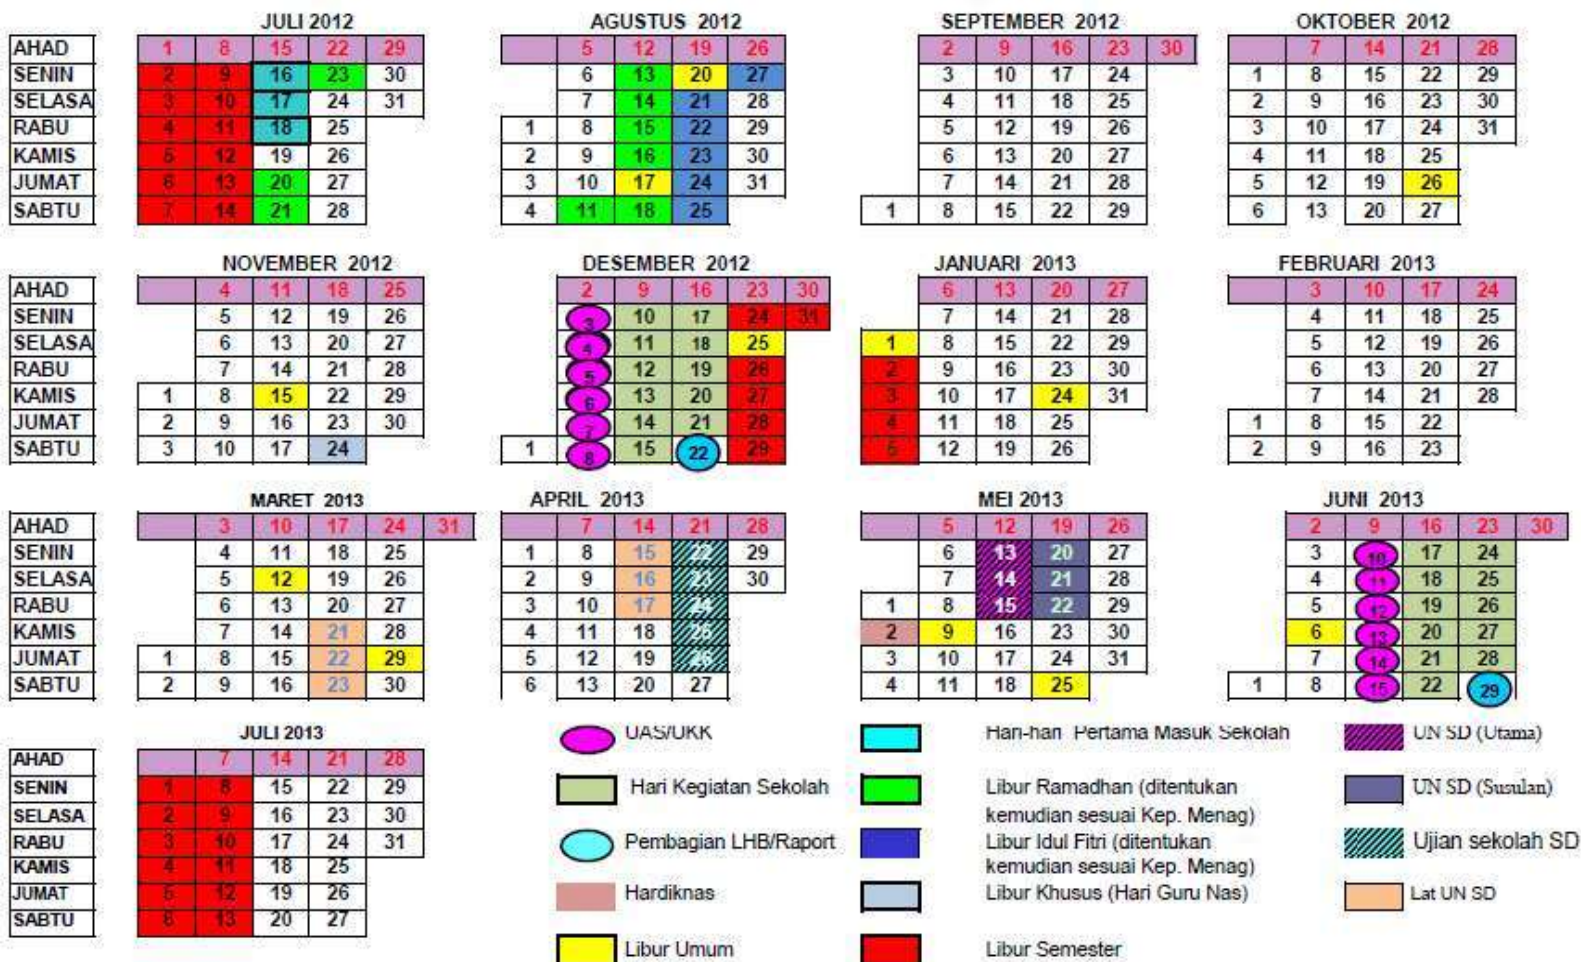 JULI 2012 AGUSTUS 2012 SEPTEMBER 2012 OKTOBER 2012
AHAD 1 8 15 22 29 5 12 19 26 2 9 16 23 30 7 14 21 28
SENIN 2 9 16 23 30 6 13 20 27 3 10 17 24 1 8 15 22 29
SELASA 3 10 17 24 31 7 14 21 28 4 11 18 25 2 9 16 23 30
RABU 4 11 18 25 1 8 15 22 29 5 12 19 26 3 10 17 24 31
KAMIS 5 12 19 26 2 9 16 23 30 6 13 20 27 4 11 18 25
JUMAT 6 13 20 27 3 10 17 24 31 7 14 21 28 5 12 19 26
SABTU 7 14 21 28 4 11 18 25 1 8 15 22 29 6 13 20 27
NOVEMBER 2012 DESEMBER 2012 JANUARI 2013 FEBRUARI 2013
AHAD 4 11 18 25 2 9 16 23 30 6 13 20 27 3 10 17 24
SENIN 5 12 19 26 3 10 17 24 31 7 14 21 28 4 11 18 25
SELASA 6 13 20 27 4 11 18 25 1 8 15 22 29 5 12 19 26
RABU 7 14 21 28 5 12 19 26 2 9 16 23 30 6 13 20 27
KAMIS 1 8 15 22 29 6 13 20 27 3 10 17 24 31 7 14 21 28
JUMAT 2 9 16 23 30 7 14 21 28 4 11 18 25 1 8 15 22
SABTU 3 10 17 24 1 8 15 22 29 5 12 19 26 2 9 16 23
MARET 2013 APRIL 2013 MEI 2013 JUNI 2013
AHAD 3 10 17 24 31 7 14 21 28 5 12 19 26 2 9 16 23 30
SENIN 4 11 18 25 1 8 15 22 29 6 13 20 27 3 10 17 24
SELASA 5 12 19 26 2 9 16 23 30 7 14 21 28 4 11 18 25
RABU 6 13 20 27 3 10 17 24 1 8 15 22 29 5 12 19 26
KAMIS 7 14 21 28 4 11 18 25 2 9 16 23 30 6 13 20 27
JUMAT 1 8 15 22 29 5 12 19 26 3 10 17 24 31 7 14 21 28
SABTU 2 9 16 23 30 6 13 20 27 4 11 18 25 1 8 15 22 29
JULI 2013
AHAD 7 14 21 28
SENIN 1 8 15 22 29
SELASA 2 9 16 23 30
RABU 3 10 17 24 31
KAMIS 4 11 18 25
JUMAT 5 12 19 26
SABTU 6 13 20 27
UAS/UKK
Hari Kegiatan Sekolah
Pembagian LHB/Raport
Hardiknas
Libur Umum
Hari-hari Pertama Masuk Sekolah
Libur Ramadhan (ditentukan
kemudian sesuai Kep. Menag)
Libur Idul Fitri (ditentukan
kemudian sesuai Kep. Menag)
Libur Khusus (Hari Guru Nas)
Libur Semester
UN SD (Utama)
UN SD (Susulan)
Ujian sekolah SD
Lat UN SD